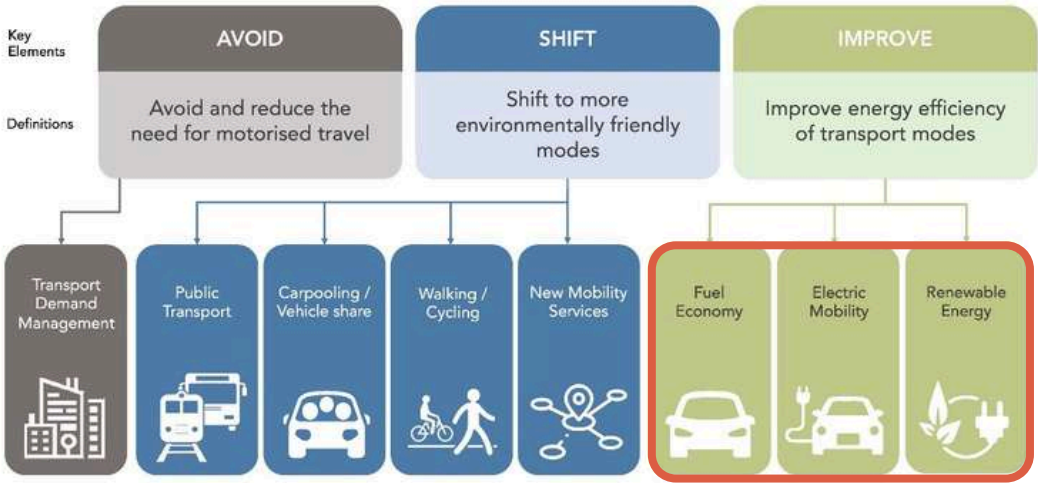 Key
Elements
AVOID
SHIFT
IMPROVE
Definitions
Avoid and reduce the
need for motorised travel
Shift to more
environmentally friendly
modes
Improve energy efficiency
of transport modes
Transport
Demand
Management
Public
Transport
Carpooling /
Vehicle share
Walking /
Cycling
New Mobility
Services
Fuel
Economy
Electric
Mobility
Renewable
Energy